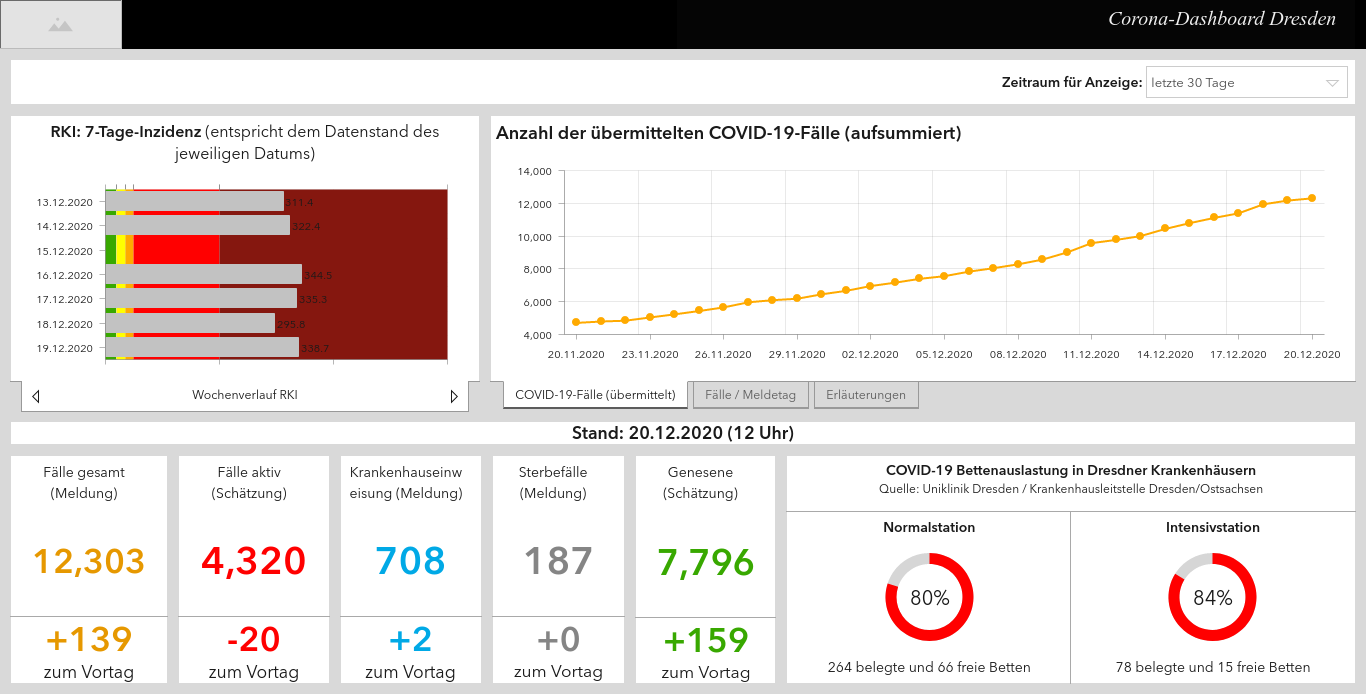 Corona-Dashboard Dresden
Zeitraum für Anzeige: letzte 30 Tage
RKI: 7-Tage-Inzidenz (entspricht dem Datenstand des
jeweiligen Datums)
13.12.2020 311.4
14.12.2020 322.4
15.12.2020
16.12.2020 344.5
17.12.2020 335.3
18.12.2020 295.6
19.12.2020 338.7
Wochenverlauf RKI
Anzahl der übermittelten COVID-19-Fälle (aufsummiert)
14,000
12,000
10,000
8,000
6,000
4,000
20.11.2020 23.11.2020 26.11.2020 29.11.2020 02.12.2020 05.12.2020 08.12.2020 11.12.2020 14.12.2020 17.12.2020 20.12.2020
COVID-19-Fälle (übermittelt) Fälle / Meldetag Erläuterungen
Stand: 20.12.2020 (12 Uhr)
Fälle gesamt
(Meldung)
12,303
+139
zum Vortag
Fälle aktiv
(Schätzung)
4,320
-20
zum Vortag
Krankenhauseinw
eisung (Meldung)
708
+2
zum Vortag
Sterbefälle
(Meldung)
187
+0
zum Vortag
Genesene
(Schätzung)
7,796
+159
zum Vortag
COVID-19 Bettenauslastung in Dresdner Krankenhäusern
Quelle: Uniklinik Dresden / Krankenhausleitstelle Dresden/Ostsachsen
Normalstation
80%
264 belegte und 66 freie Betten
Intensivstation
84%
78 belegte und 15 freie Betten